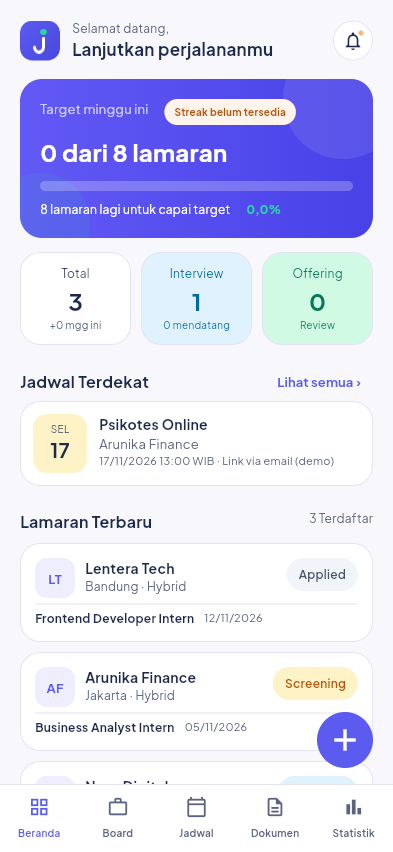 Selamat datang,
Lanjutkan perjalananmu
Target minggu ini
Streak belum tersedia
0 dari 8 lamaran
8 lamaran lagi untuk capai target 0,0%
Total
3
+0 mgg ini
Interview
1
0 mendatang
Offering
0
Review
Jadwal Terdekat
Lihat semua ›
SEL
17
Psikotes Online
Arunika Finance
17/11/2026 13:00 WIB · Link via email (demo)
Lamaran Terbaru
3 Terdaftar
LT
Lentera Tech
Bandung · Hybrid
Applied
Frontend Developer Intern 12/11/2026
AF
Arunika Finance
Jakarta · Hybrid
Screening
Business Analyst Intern 05/11/2026
Beranda
Board
Jadwal
Dokumen
Statistik